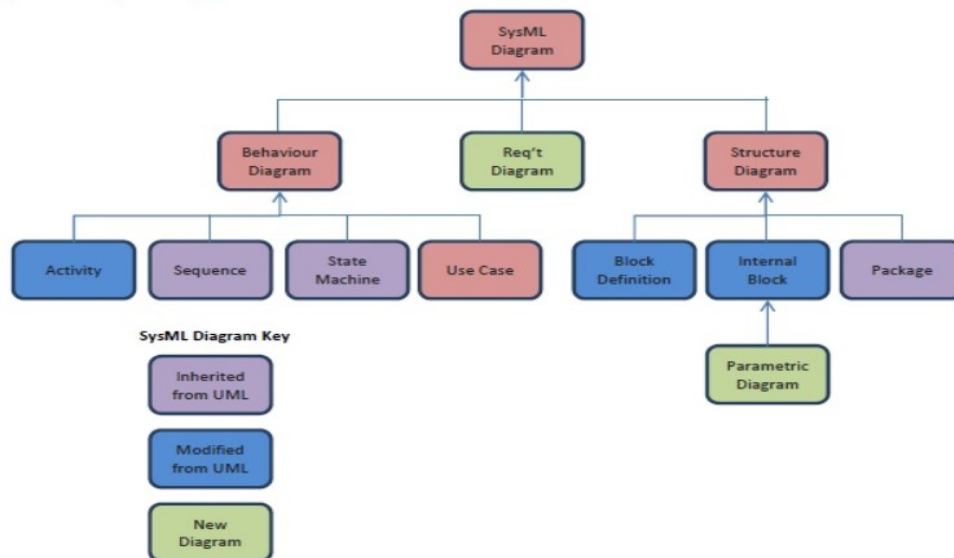 SysML
Diagram
Behaviour
Diagram
Req't
Diagram
Structure
Diagram
Activity
Sequence
State
Machine
Use Case
Block
Definition
Internal
Block
Package
SysML Diagram Key
Inherited
from UML
Parametric
Diagram
Modified
from UML
New
Diagram